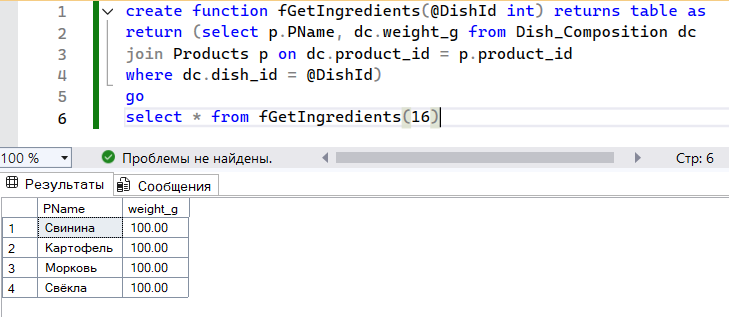 1 create function fGetIngredients(@DishId int) returns table as
2 return (select p.PName, dc.weight_g from Dish_Composition dc
3 join Products p on dc.product_id = p.product_id
4 where dc.dish_id = @DishId)
5 go
6 select * from fGetIngredients(16)
100 % Проблемы не найдены. Стр: 6
Результаты Сообщения
PName weight_g
1 Свинина 100.00
2 Картофель 100.00
3 Морковь 100.00
4 Свёкла 100.00